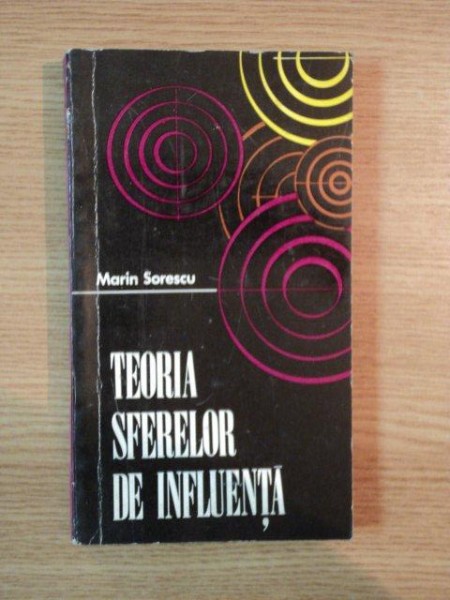 Marin Sorescu
TEORIA
SFERELOR
DE INFLUENȚĂ